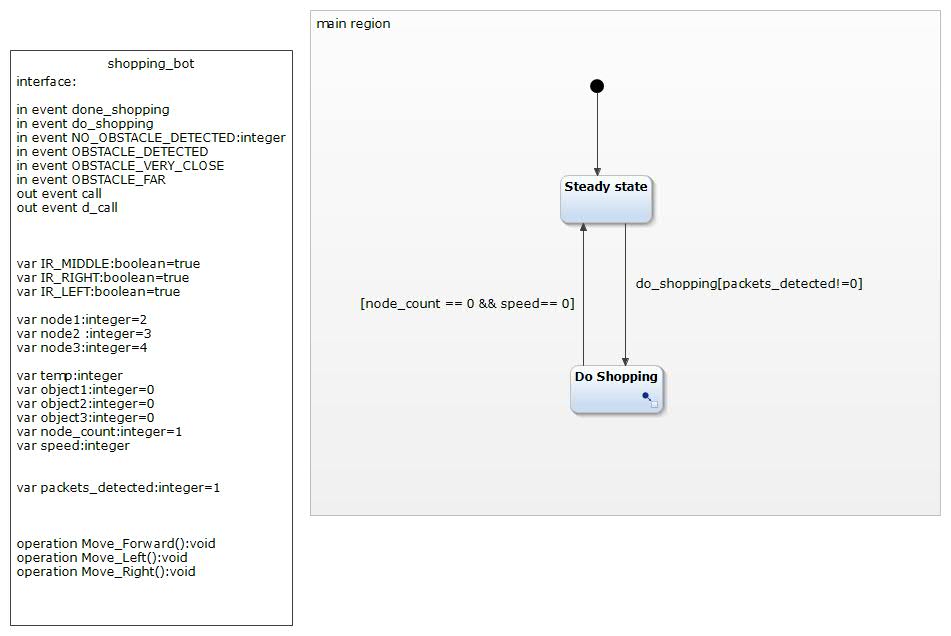 shopping_bot
interface:
in event done_shopping
in event do_shopping
in event NO_OBSTACLE_DETECTED:integer
in event OBSTACLE_DETECTED
in event OBSTACLE_VERY_CLOSE
in event OBSTACLE_FAR
out event call
out event d_call
var IR_MIDDLE:boolean=true
var IR_RIGHT:boolean=true
var IR_LEFT:boolean=true
var node1:integer=2
var node2 :integer=3
var node3:integer=4
var temp:integer
var object1:integer=0
var object2:integer=0
var object3:integer=0
var node_count:integer=1
var speed:integer
var packets_detected:integer=1
operation Move_Forward():void
operation Move_Left():void
operation Move_Right():void
main region
Steady state
do_shopping[packets_detected!=0]
[node_count == 0 && speed== 0]
Do Shopping